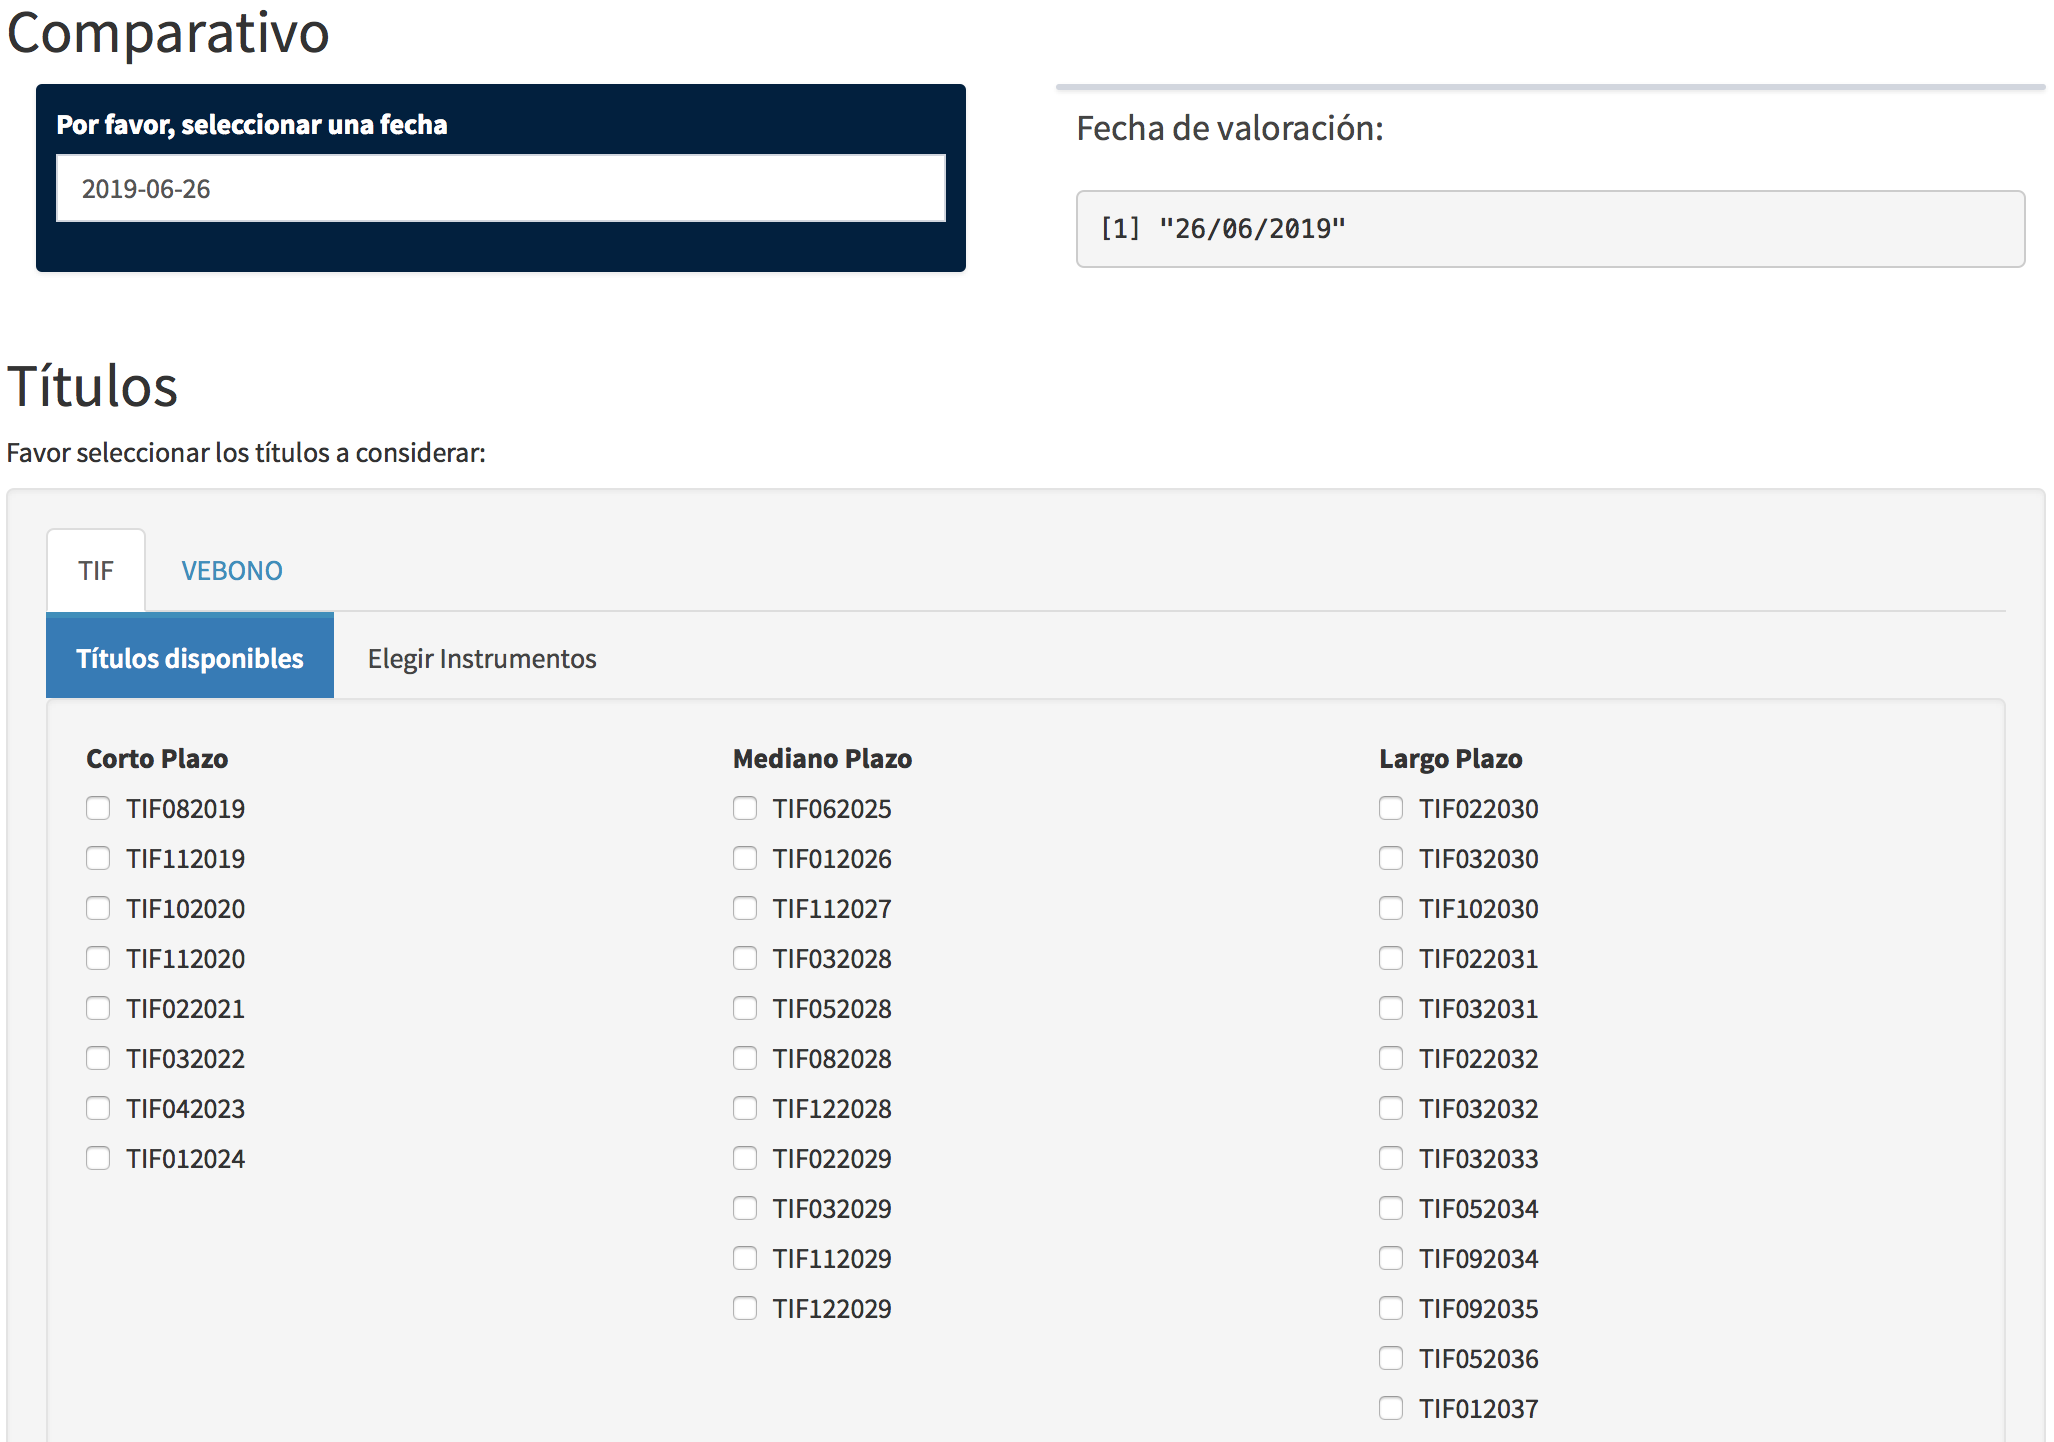 Comparativo
Por favor, seleccionar una fecha
2019-06-26
Fecha de valoración:
[1] "26/06/2019"
Títulos
Favor seleccionar los títulos a considerar:
TIF VEBONO
Títulos disponibles Elegir Instrumentos
Corto Plazo
TIF082019
TIF112019
TIF102020
TIF112020
TIF022021
TIF032022
TIF042023
TIF012024
Mediano Plazo
TIF062025
TIF012026
TIF112027
TIF032028
TIF052028
TIF082028
TIF122028
TIF022029
TIF032029
TIF112029
TIF122029
Largo Plazo
TIF022030
TIF032030
TIF102030
TIF022031
TIF032031
TIF022032
TIF032032
TIF032033
TIF052034
TIF092034
TIF092035
TIF052036
TIF012037